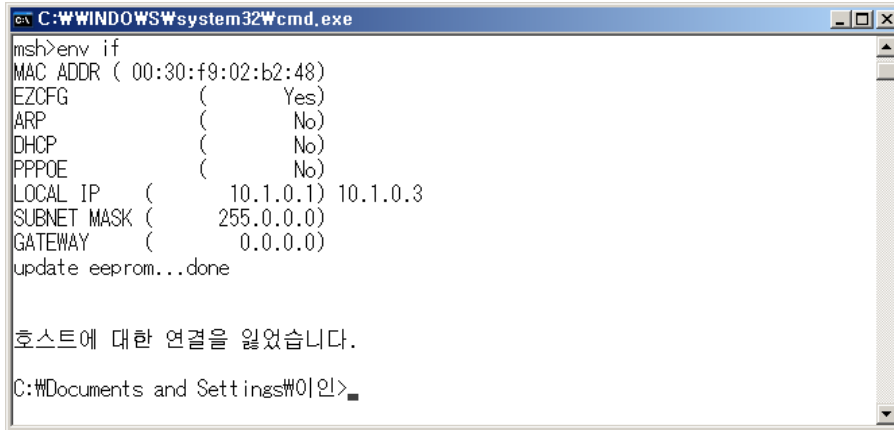 C:₩WINDOWS₩system32₩cmd.exe
msh>env if
MAC ADDR ( 00:30:f9:02:b2:48)
EZCFG ( Yes)
ARP ( No)
DHCP ( No)
PPPOE ( No)
LOCAL IP ( 10.1.0.1) 10.1.0.3
SUBNET MASK ( 255.0.0.0)
GATEWAY ( 0.0.0.0)
update eeprom...done
호스트에 대한 연결을 잃었습니다.
C:₩Documents and Settings₩이인>